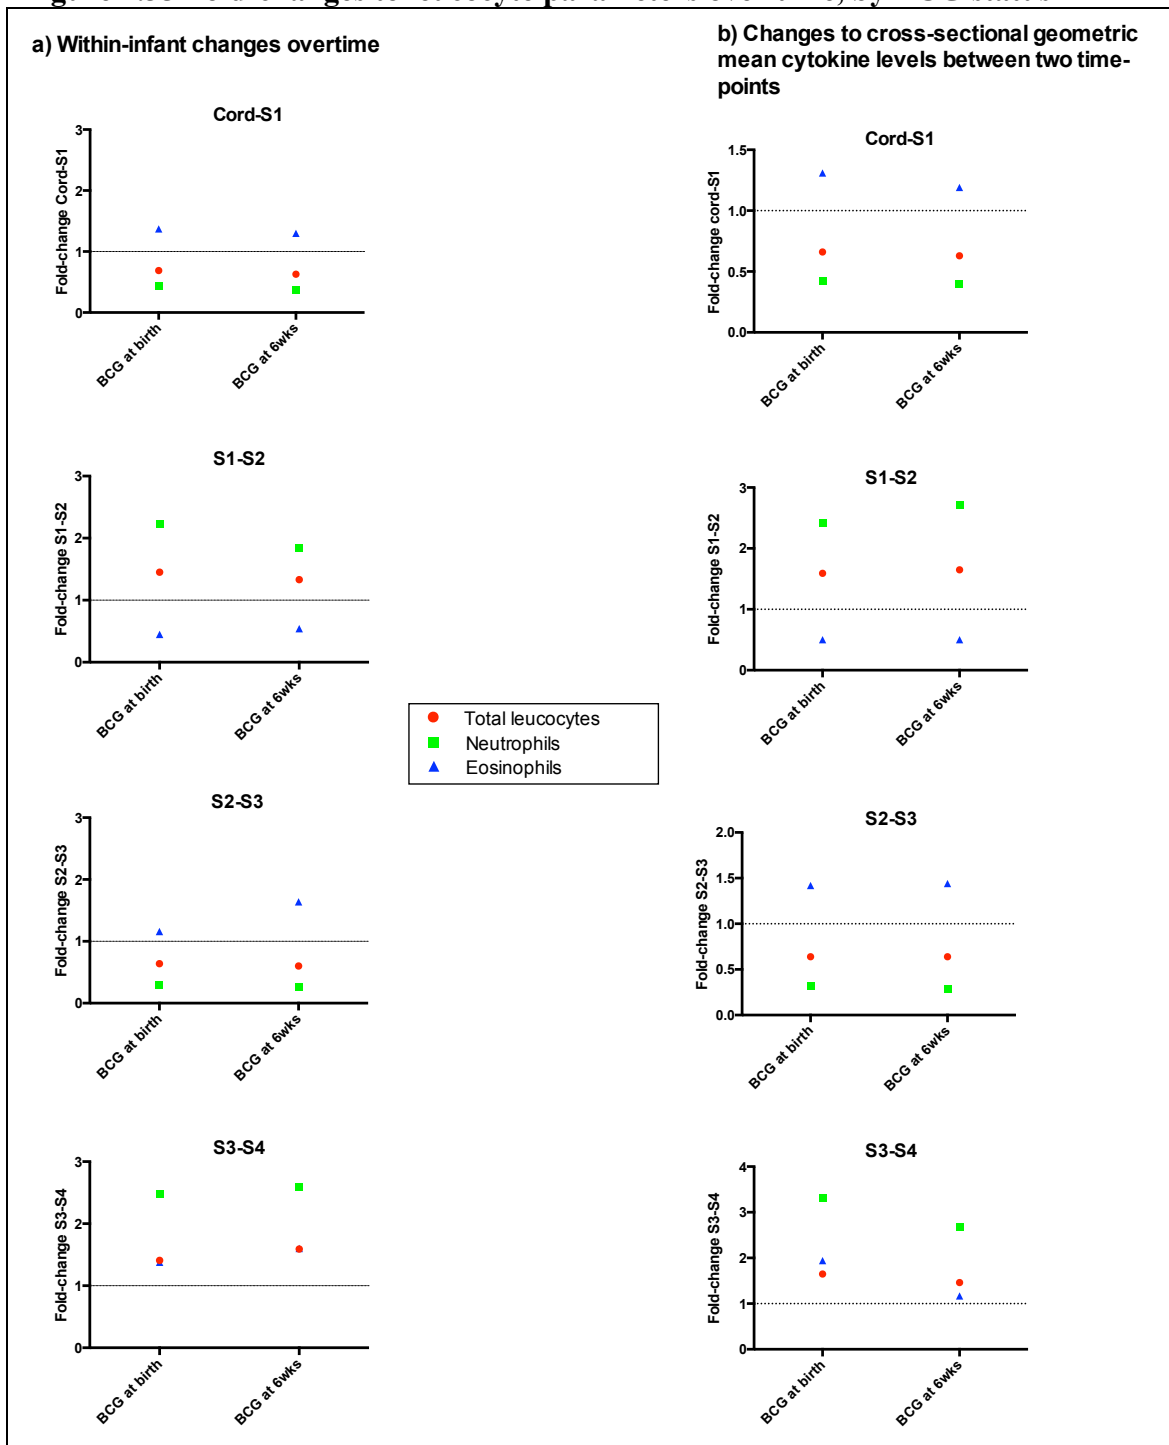 a) Within-infant changes overtime
b) Changes to cross-sectional geometric
mean cytokine levels between two time-
points
Cord-S1
Fold-change Cord-S1
3
2
1
0
BCG at birth
BCG at 6wks
Cord-S1
Fold-change cord-S1
1.5
1.0
0.5
0.0
BCG at birth
BCG at 6wks
S1-S2
Fold-change S1-S2
3
2
1
0
BCG at birth
BCG at 6wks
S1-S2
Fold-change S1-S2
3
2
1
0
BCG at birth
BCG at 6wks
Total leucocytes
Neutrophils
Eosinophils
S2-S3
Fold-change S2-S3
3
2
1
0
BCG at birth
BCG at 6wks
S2-S3
Fold-change S2-S3
2.0
1.5
1.0
0.5
0.0
BCG at birth
BCG at 6wks
S3-S4
Fold-change S3-S4
3
2
1
0
BCG at birth
BCG at 6wks
S3-S4
Fold-change S3-S4
4
3
2
1
0
BCG at birth
BCG at 6wks